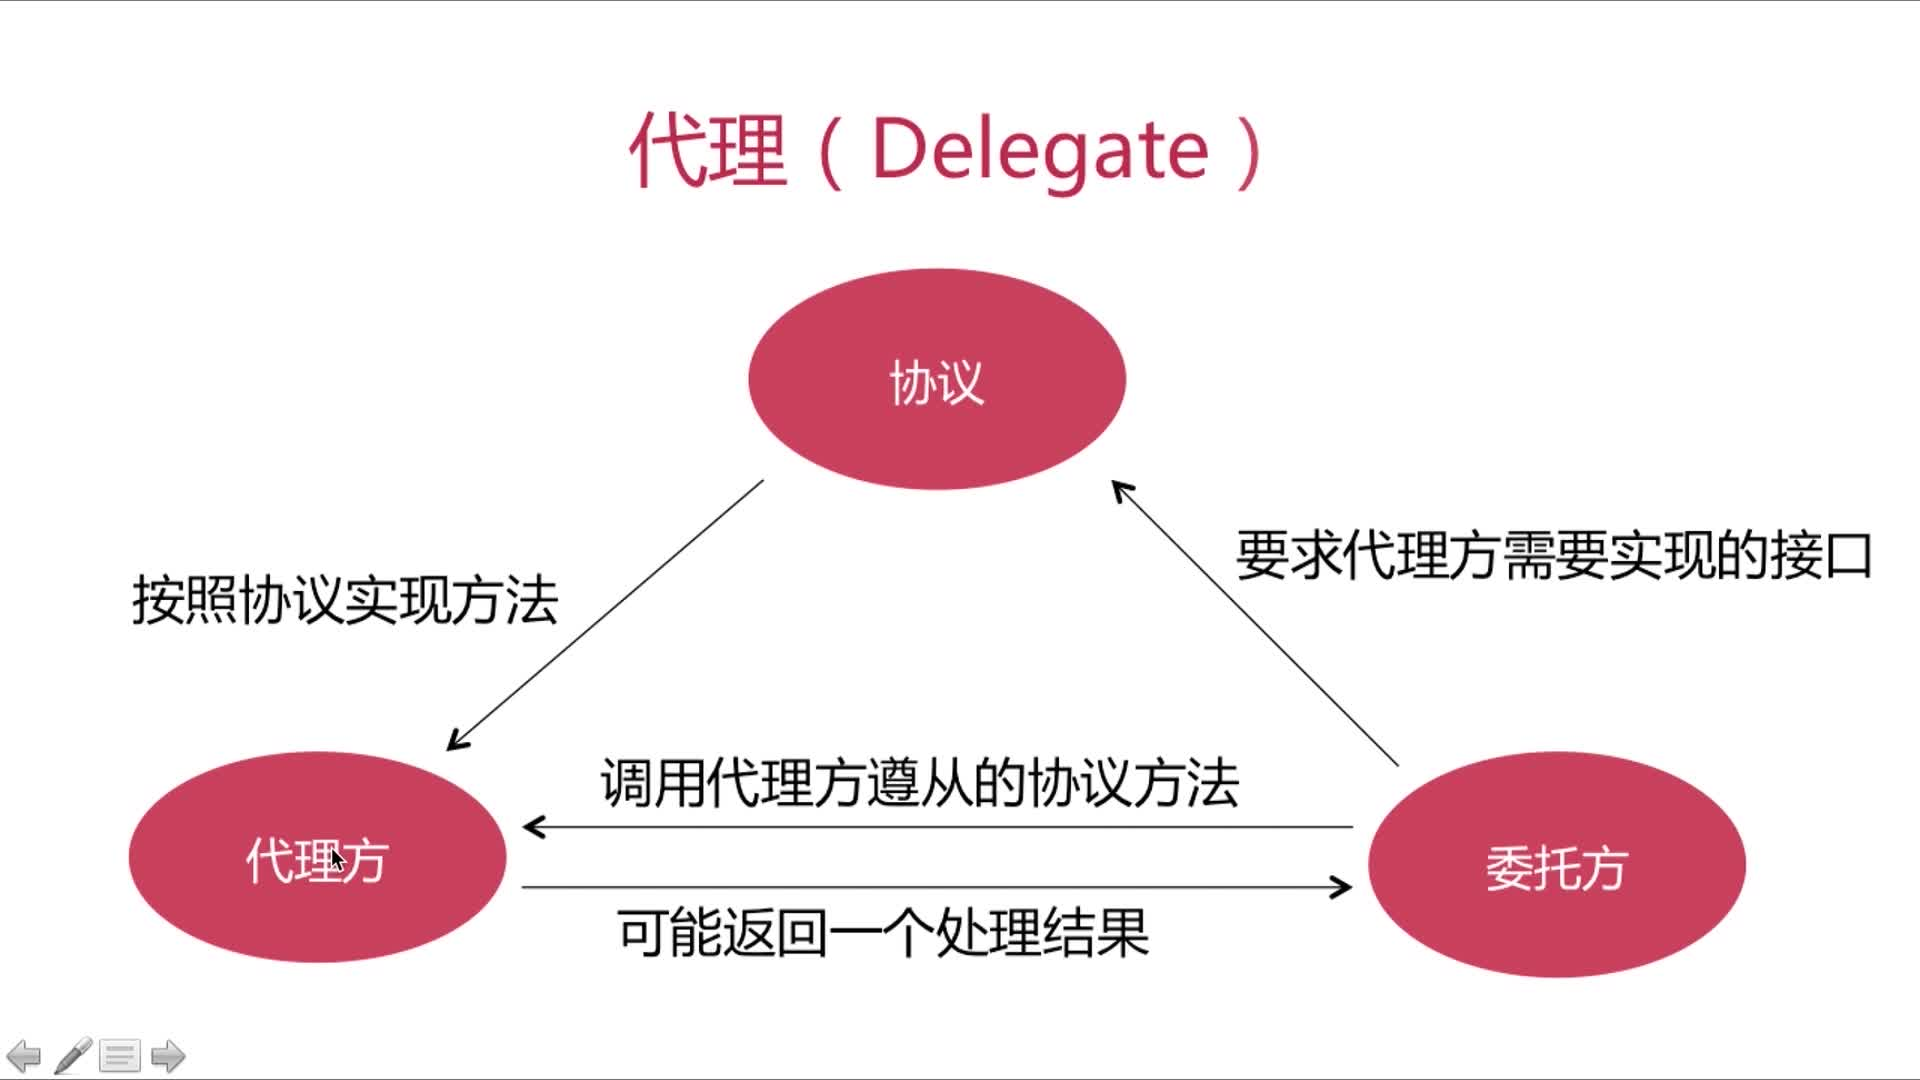 代理（Delegate）
协议
要求代理方需要实现的接口
按照协议实现方法
调用代理方遵从的协议方法
代理方
委托方
可能返回一个处理结果